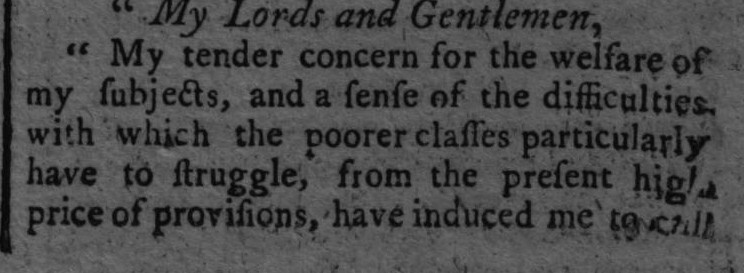 “ My Lords and Gentlemen,
“ My tender concern for the welfare of
my ſubjects, and a ſenſe of the difficulties
with which the poorer claſſes particularly
have to ſtruggle, from the preſent high
price of proviſions, have induced me to call